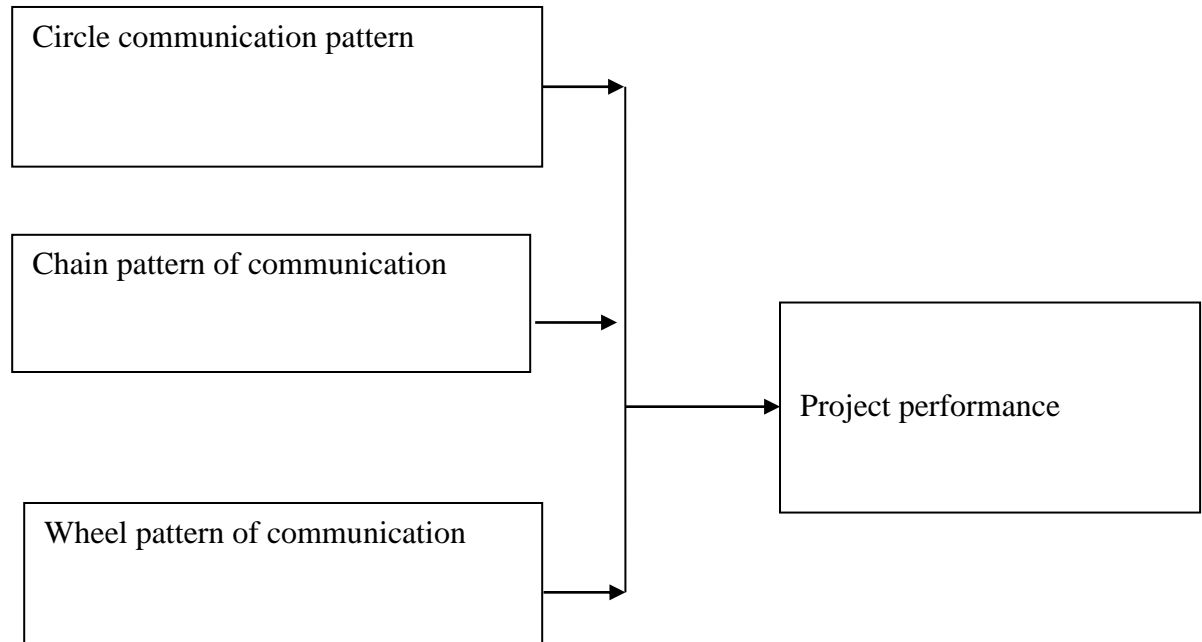 Circle communication pattern
Chain pattern of communication
Project performance
Wheel pattern of communication